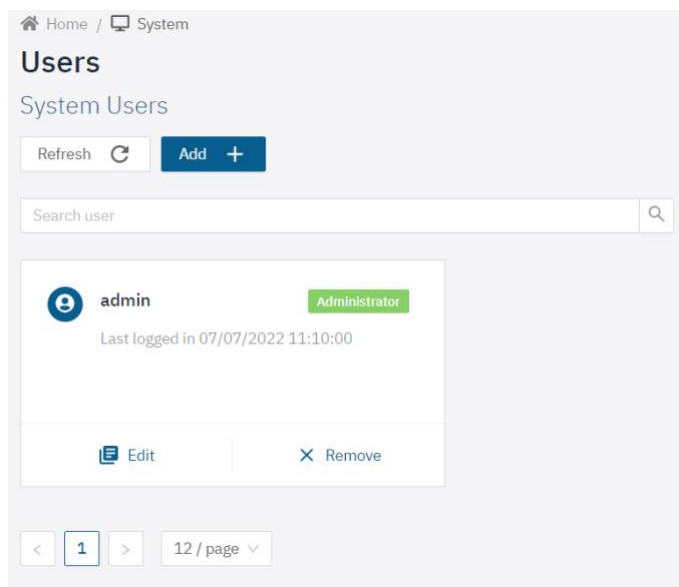 Home / System
Users
System Users
Refresh Add +
Search user
admin Administrator
Last logged in 07/07/2022 11:10:00
Edit Remove
< 1 > 12 / page